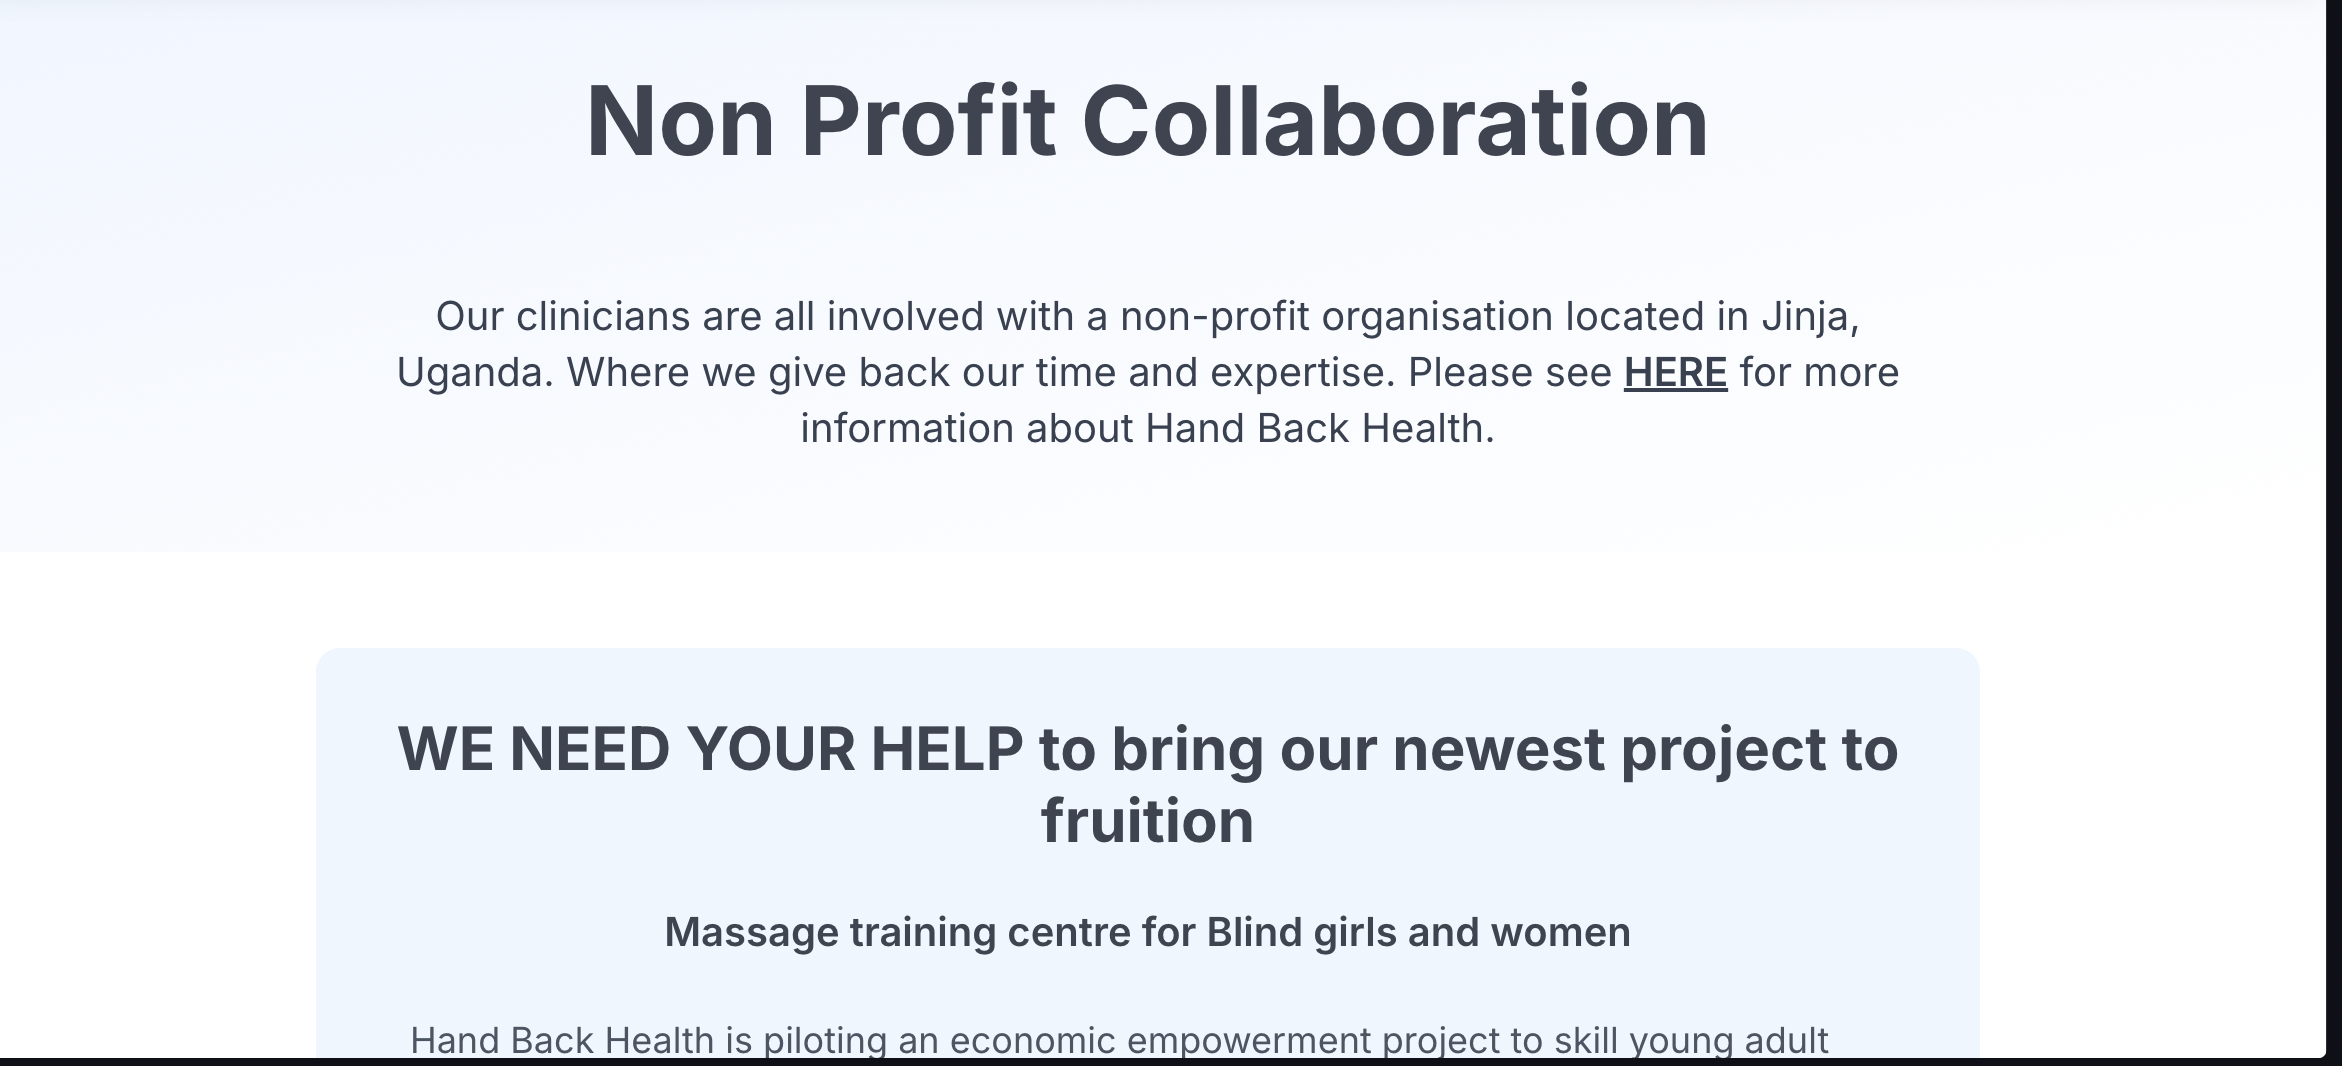 Non Profit Collaboration
Our clinicians are all involved with a non-profit organisation located in Jinja,
Uganda. Where we give back our time and expertise. Please see HERE for more
information about Hand Back Health.
WE NEED YOUR HELP to bring our newest project to
fruition
Massage training centre for Blind girls and women
Hand Back Health is piloting an economic empowerment project to skill young adult